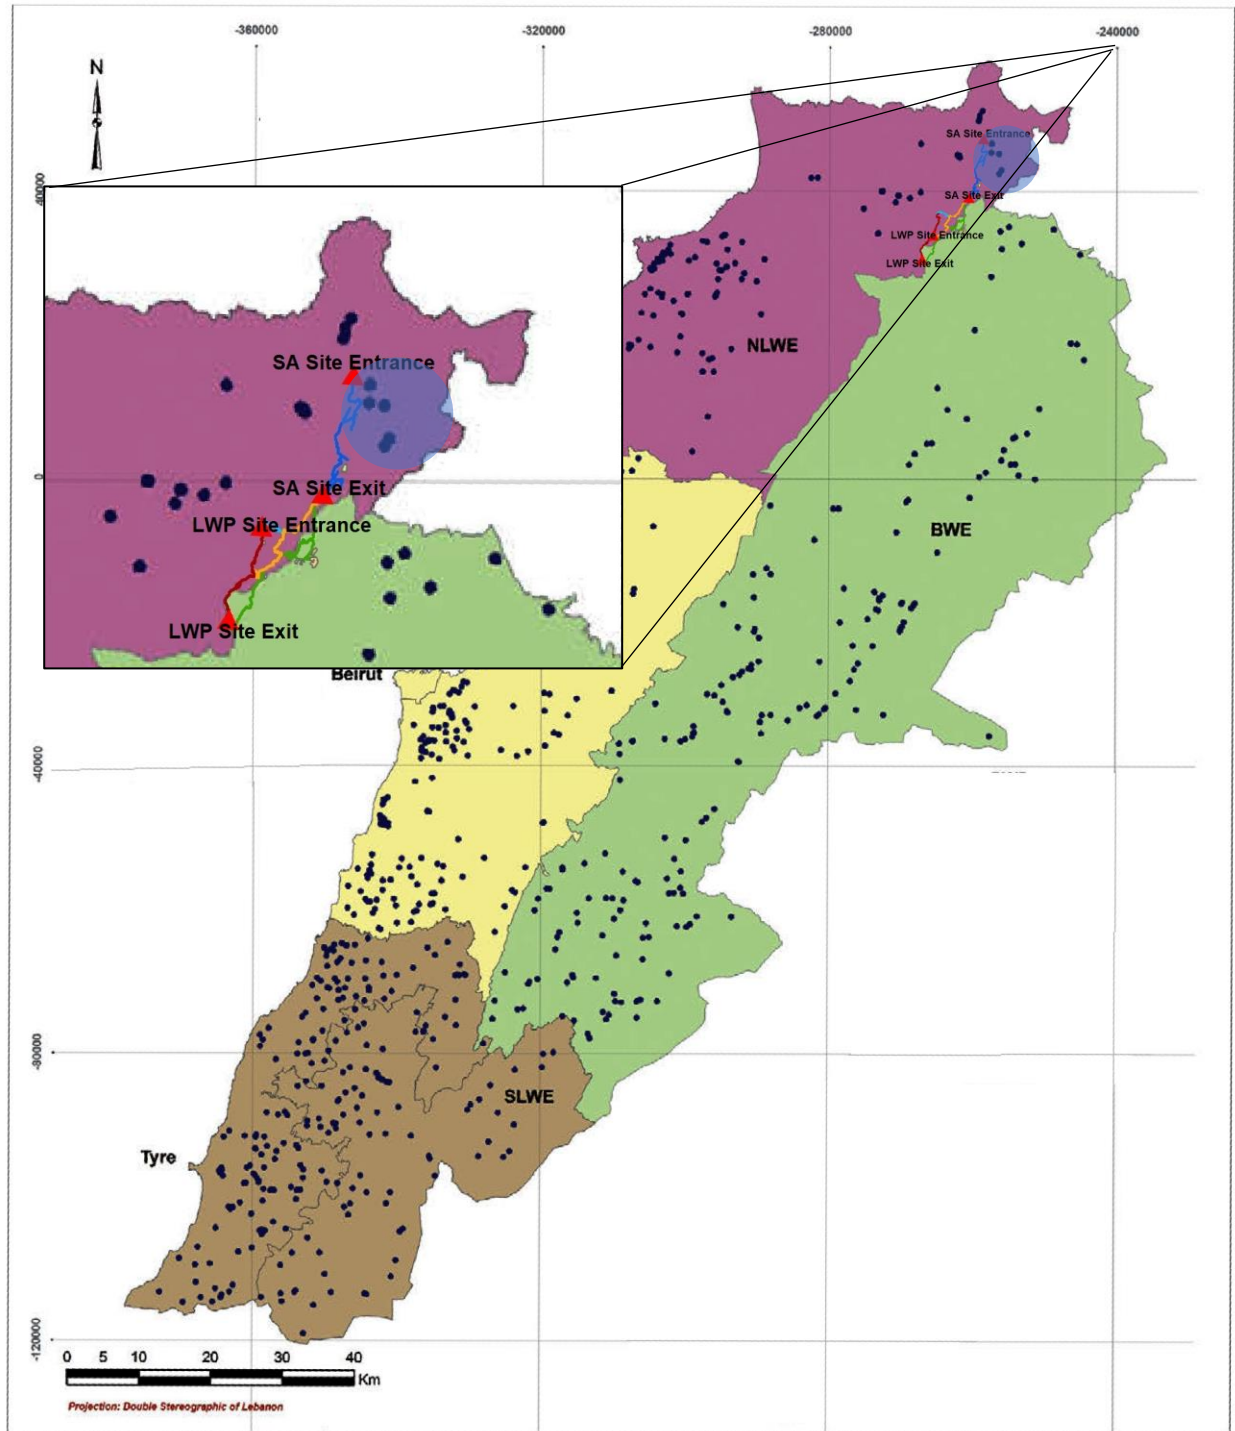 -360000
-320000
-280000
-240000
N
SA Site Entrance
SA Site Exit
LWP Site Entrance
LWP Site Exit
SA Site Entrance
SA Site Exit
LWP Site Entrance
LWP Site Exit
NLWE
BWE
0
Beirut
-40000
-80000
SLWE
Tyre
-120000
0 5 10 20 30 40
Km
Projection: Double Stereographic of Lebanon